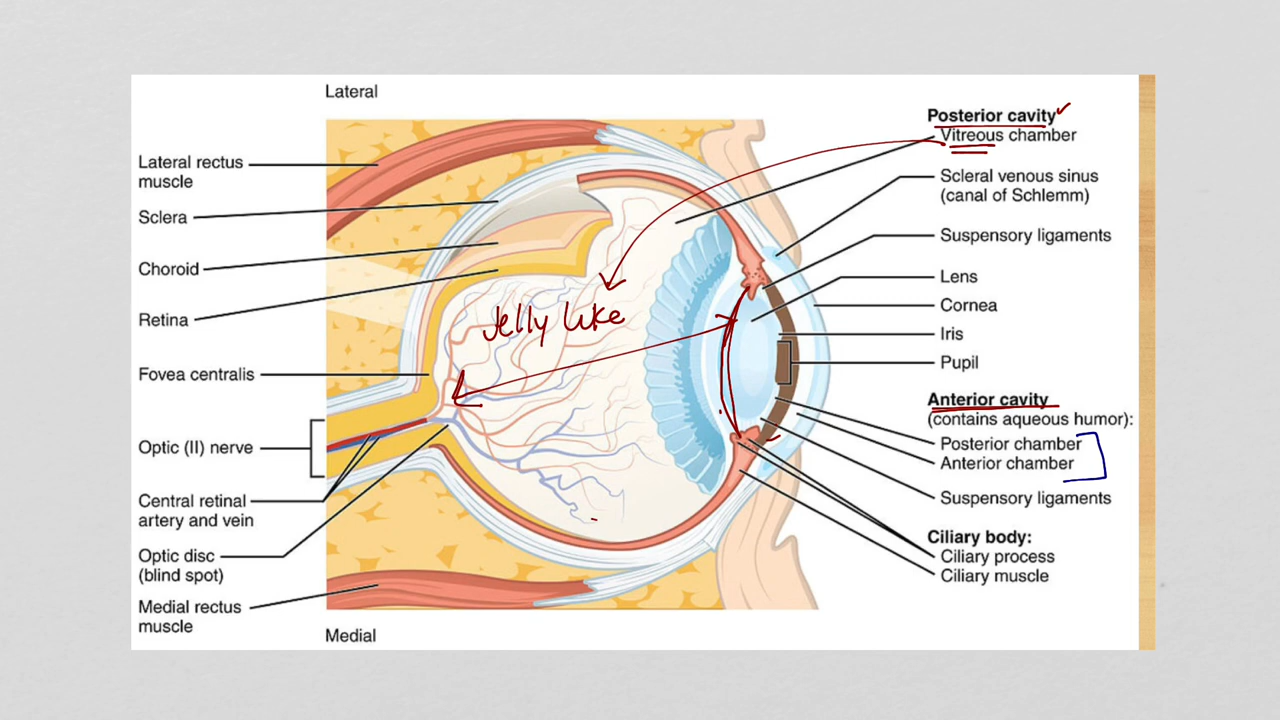 Lateral
Lateral rectus
muscle
Sclera
Choroid
Retina
Fovea centralis
Optic (II) nerve
Central retinal
artery and vein
Optic disc
(blind spot)
Medial rectus
muscle
Medial
Jelly like
Posterior cavity
Vitreous chamber
Scleral venous sinus
(canal of Schlemm)
Suspensory ligaments
Lens
Cornea
Iris
Pupil
Anterior cavity
(contains aqueous humor):
Posterior chamber
Anterior chamber
Suspensory ligaments
Ciliary body:
Ciliary process
Ciliary muscle